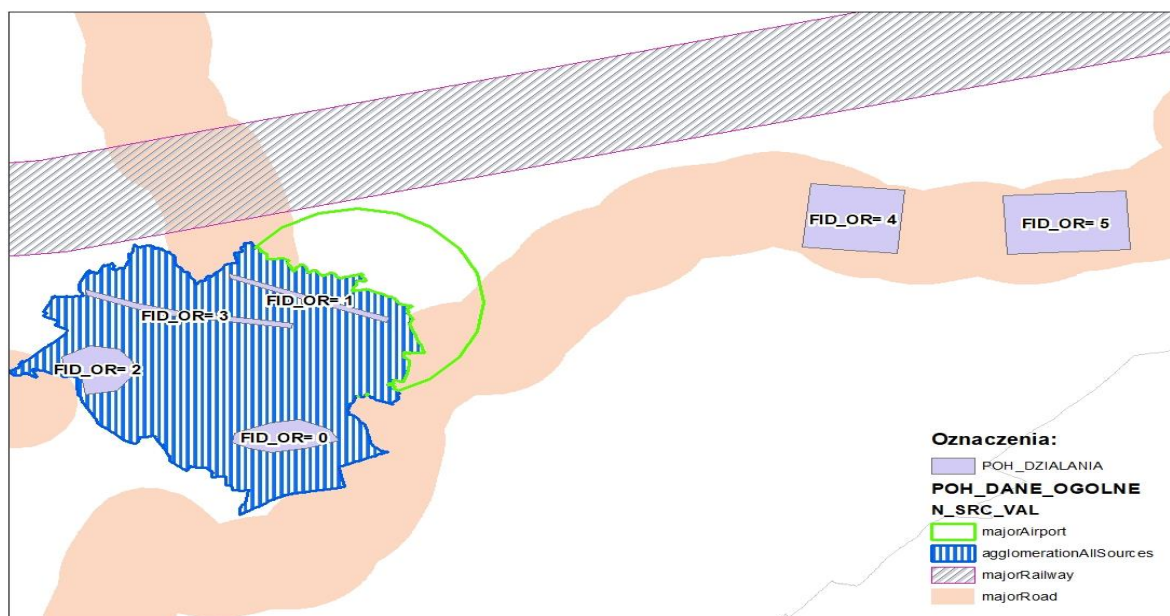 FID_OR= 4
FID_OR= 5
FID_OR= 1
FID_OR= 3
FID_OR= 2
FID_OR= 0
Oznaczenia:
POH_DZIALANIA
POH_DANE_OGOLNE
N_SRC_VAL
majorAirport
agglomerationAllSources
majorRailway
majorRoad